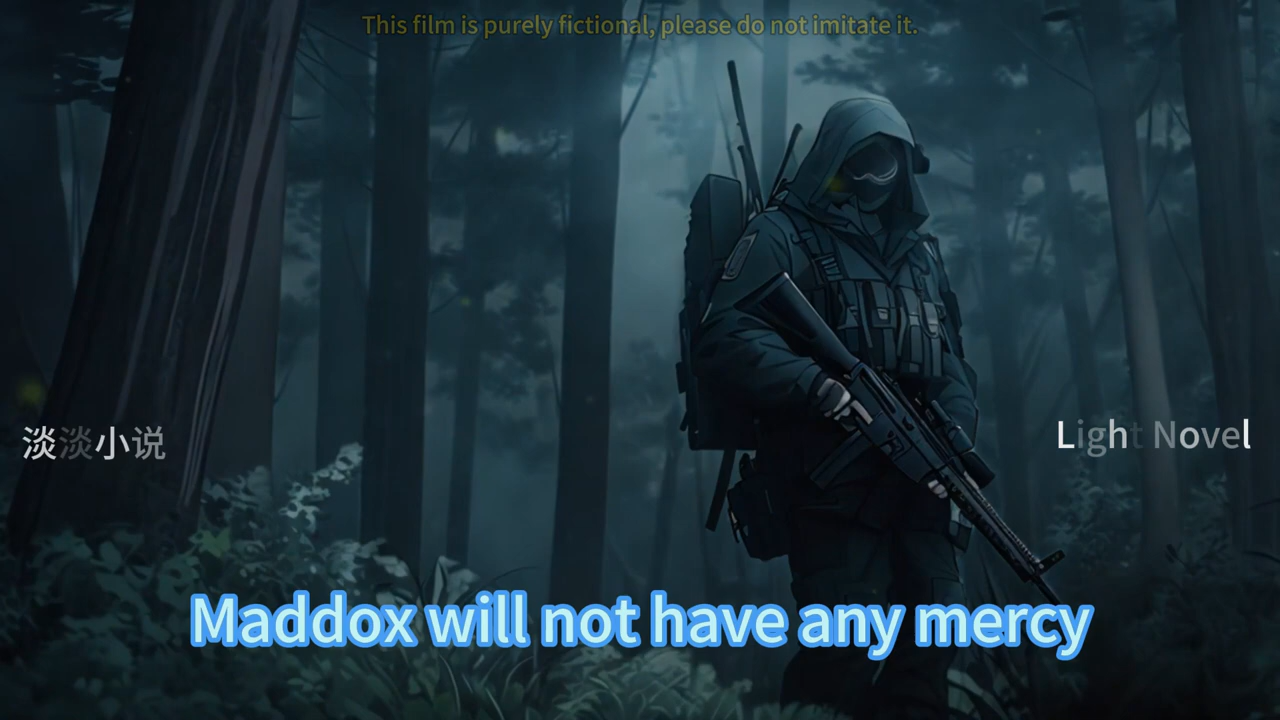 This film is purely fictional, please do not imitate it.
淡淡小说
Light Novel
Maddox will not have any mercy